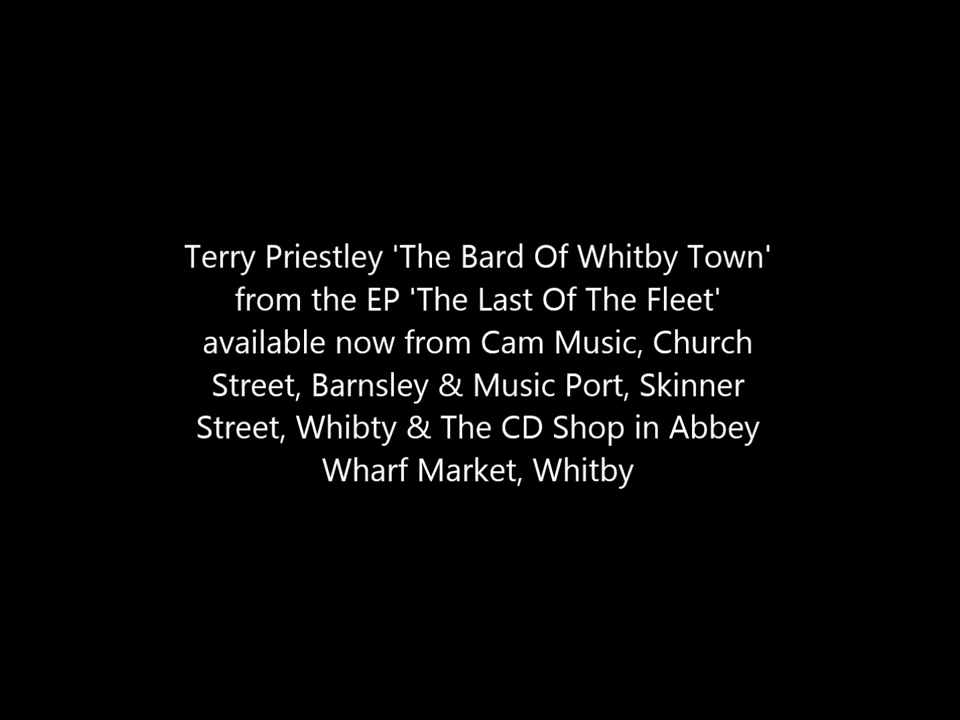 Terry Priestley 'The Bard Of Whitby Town'
from the EP 'The Last Of The Fleet'
available now from Cam Music, Church
Street, Barnsley & Music Port, Skinner
Street, Whibty & The CD Shop in Abbey
Wharf Market, Whitby